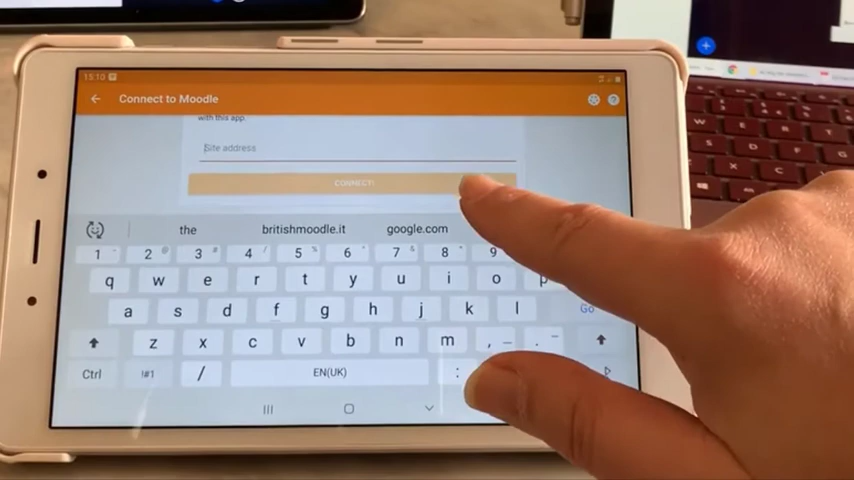 15:10
Connect to Moodle
with this app.
Site address
CONNECT!
the britishmoodle.it google.com
1 2 3 4 5 6 7 8 9
q w e r t y u i o p
a s d f g h j k l Go
z x c v b n m , .
Ctrl !#1 / EN(UK) :